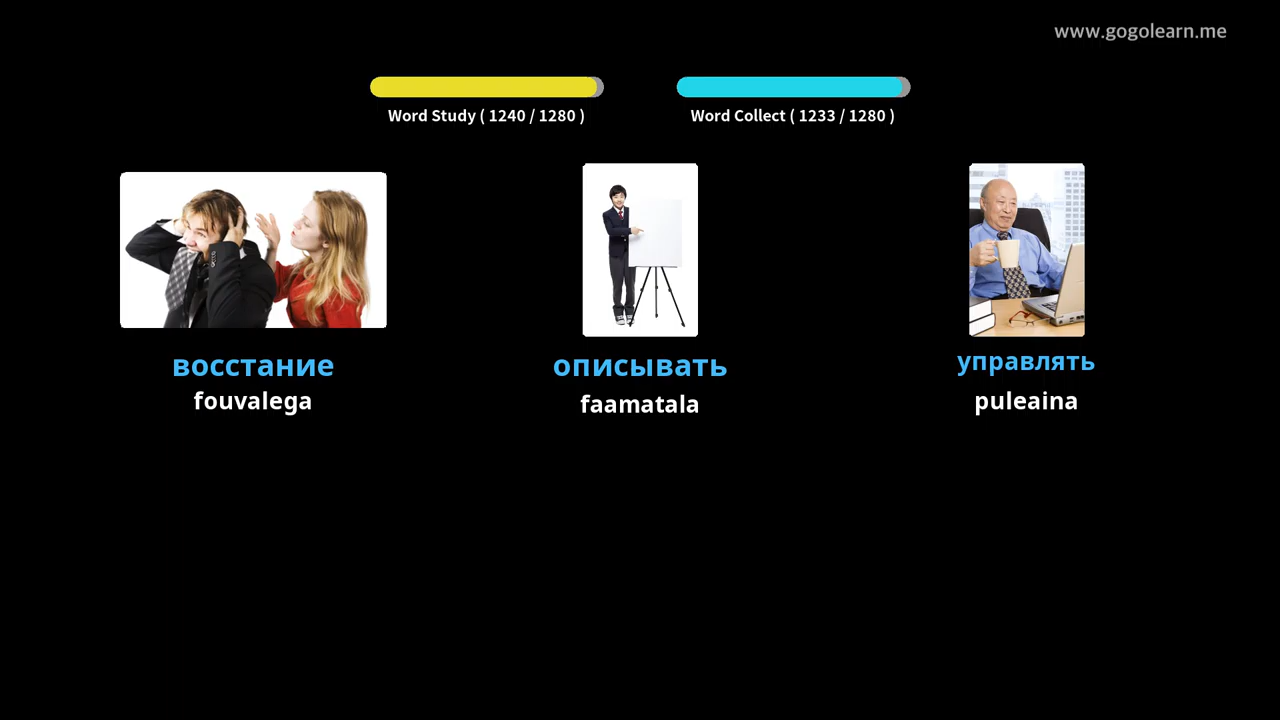 www.gogolearn.me
Word Study ( 1240 / 1280 )
Word Collect ( 1233 / 1280 )
восстание
fouvalega
описывать
faamatala
управлять
puleaina